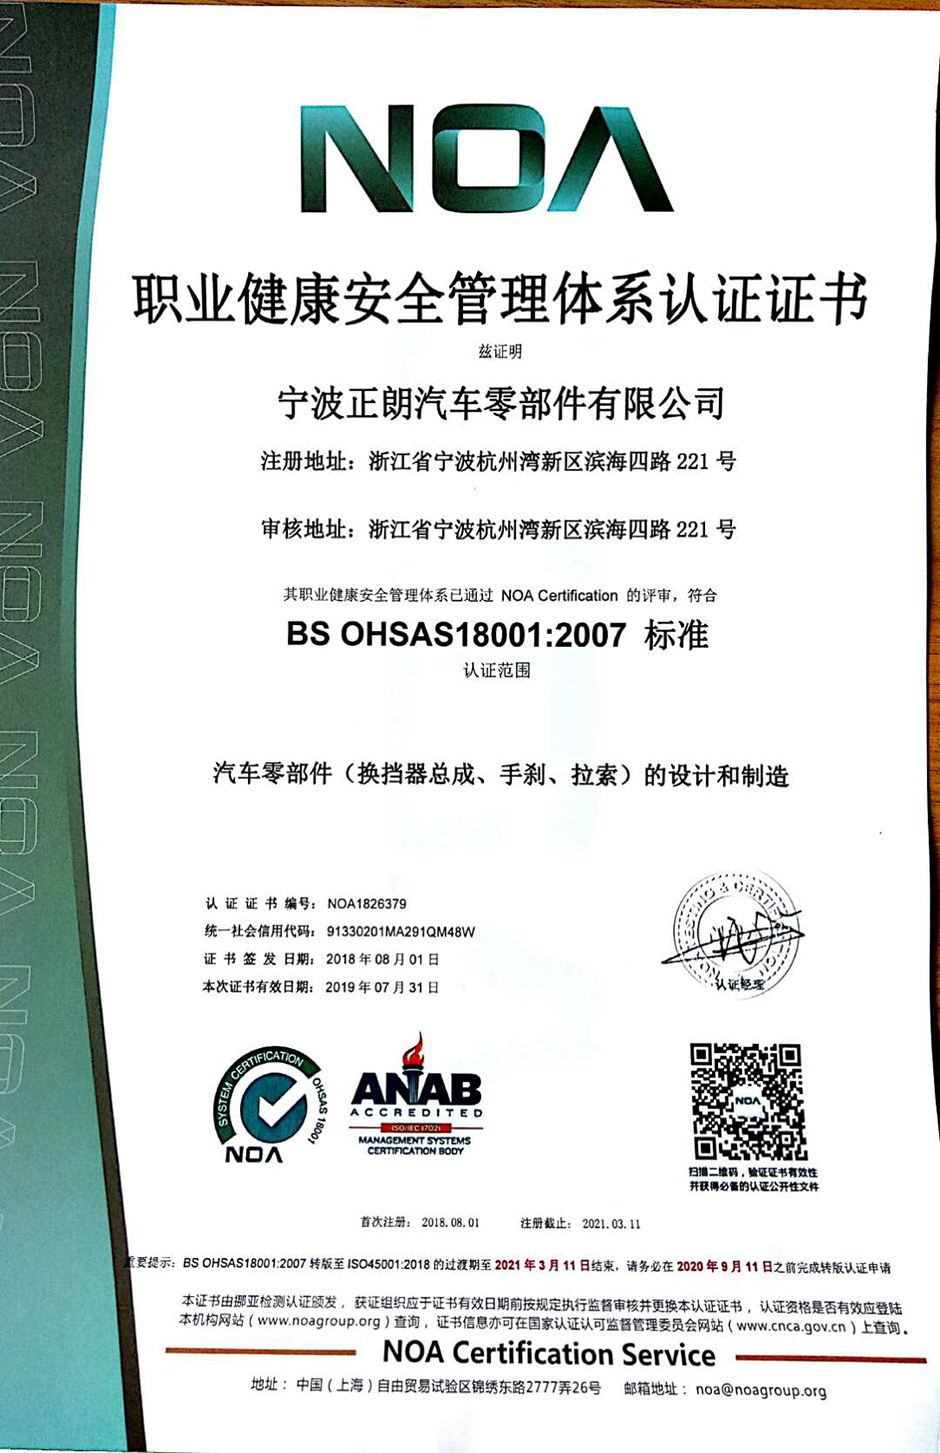 NOA
职业健康安全管理体系认证证书
兹证明
宁波正朗汽车零部件有限公司
注册地址：浙江省宁波杭州湾新区滨海四路 221 号
审核地址：浙江省宁波杭州湾新区滨海四路 221 号
其职业健康安全管理体系已通过 NOA Certification 的评审，符合
BS OHSAS18001:2007 标准
认证范围
汽车零部件（换挡器总成、手刹、拉索）的设计和制造
认证证书编号： NOA1826379
统一社会信用代码： 91330201MA291QM48W
证书签发日期： 2018 年 08 月 01 日
本次证书有效日期： 2019 年 07 月 31 日
认证经理
SYSTEM CERTIFICATION
OHSAS 18001
NOA
ANAB
ACCREDITED
ISO/IEC 17021
MANAGEMENT SYSTEMS
CERTIFICATION BODY
NOA
扫描二维码，验证证书有效性
并获得必备的认证公开性文件
首次注册： 2018.08.01 注册截止： 2021.03.11
重要提示：BS OHSAS18001:2007 转版至 ISO45001:2018 的过渡期至 2021 年 3 月 11 日结束，请务必在 2020 年 9 月 11 日之前完成转版认证申请
本证书由挪亚检测认证颁发，获证组织应于证书有效日期前按规定执行监督审核并更换本认证证书，认证资格是否有效应登陆
本机构网站（www.noagroup.org）查询，证书信息亦可在国家认证认可监督管理委员会网站（www.cnca.gov.cn）上查询。
NOA Certification Service
地址：中国（上海）自由贸易试验区锦绣东路2777弄26号 邮箱地址：noa@noagroup.org